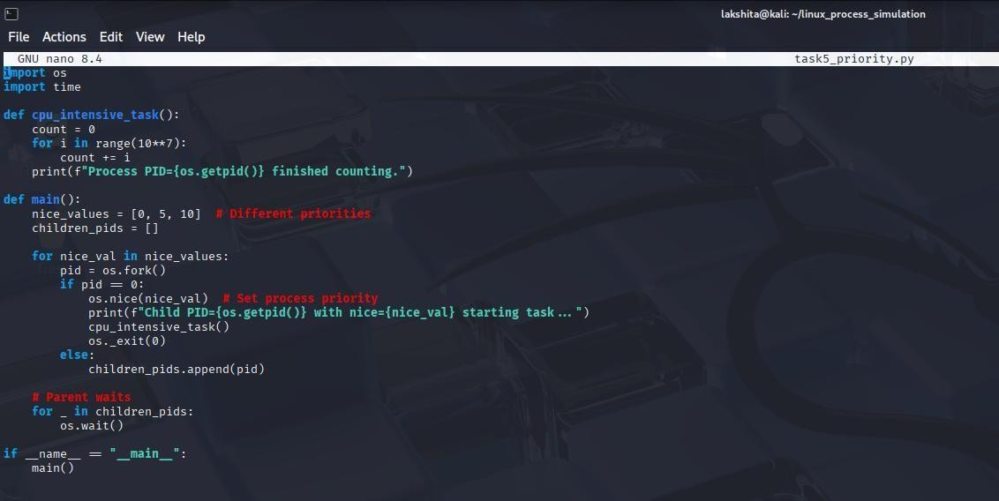 lakshita@kali: ~/linux_process_simulation
File Actions Edit View Help
GNU nano 8.4 task5_priority.py
import os
import time

def cpu_intensive_task():
    count = 0
    for i in range(10**7):
        count += i
    print(f"Process PID={os.getpid()} finished counting.")

def main():
    nice_values = [0, 5, 10]  # Different priorities
    children_pids = []

    for nice_val in nice_values:
        pid = os.fork()
        if pid == 0:
            os.nice(nice_val)  # Set process priority
            print(f"Child PID={os.getpid()} with nice={nice_val} starting task...")
            cpu_intensive_task()
            os._exit(0)
        else:
            children_pids.append(pid)

    # Parent waits
    for _ in children_pids:
        os.wait()

if __name__ == "__main__":
    main()